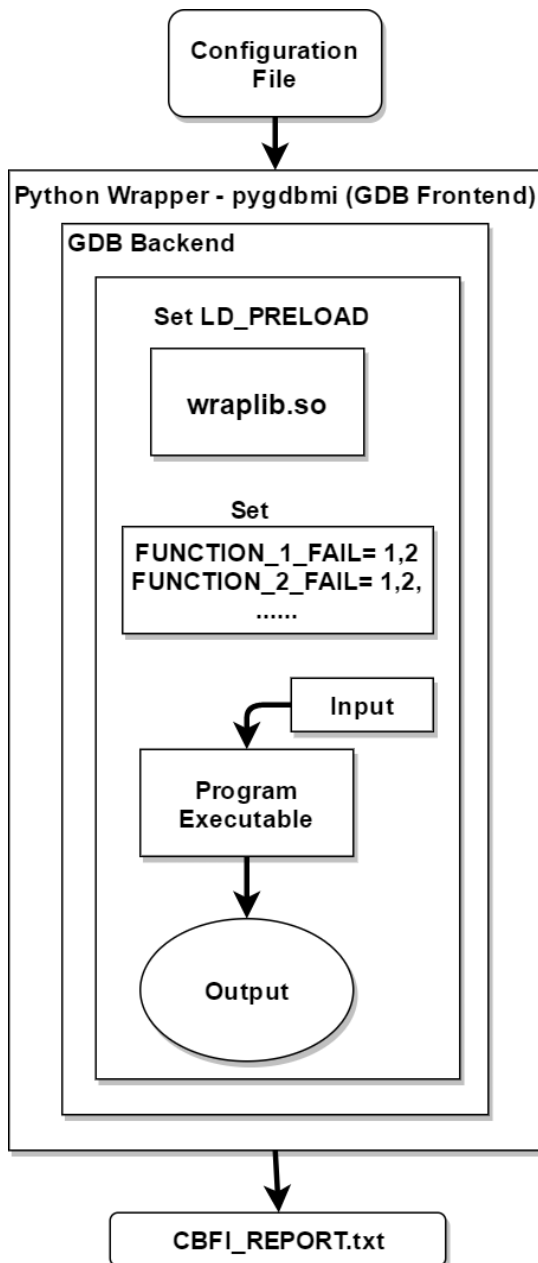 Configuration
File
Python Wrapper - pygdbmi (GDB Frontend)
GDB Backend
Set LD_PRELOAD
wraplib.so
Set
FUNCTION_1_FAIL= 1,2
FUNCTION_2_FAIL= 1,2,
......
Input
Program
Executable
Output
CBFI_REPORT.txt